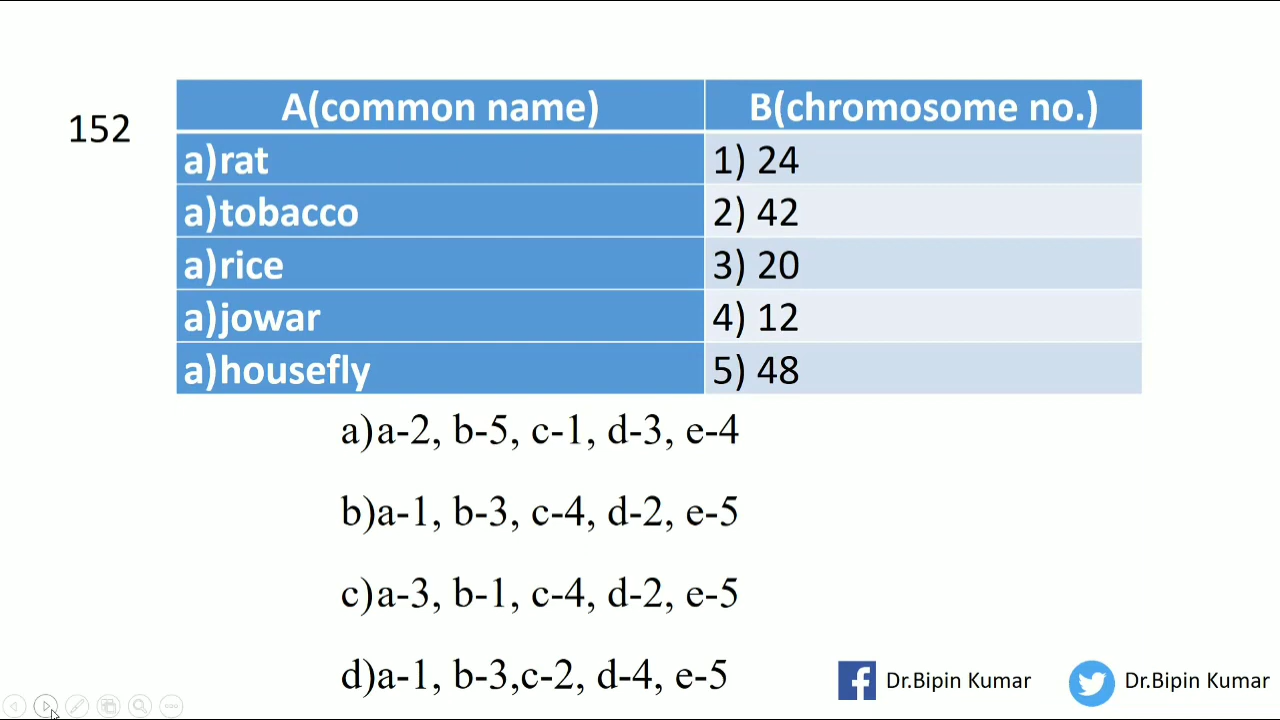 152
A(common name) B(chromosome no.)
a)rat 1) 24
a)tobacco 2) 42
a)rice 3) 20
a)jowar 4) 12
a)housefly 5) 48
a)a-2, b-5, c-1, d-3, e-4
b)a-1, b-3, c-4, d-2, e-5
c)a-3, b-1, c-4, d-2, e-5
d)a-1, b-3,c-2, d-4, e-5
Dr.Bipin Kumar Dr.Bipin Kumar